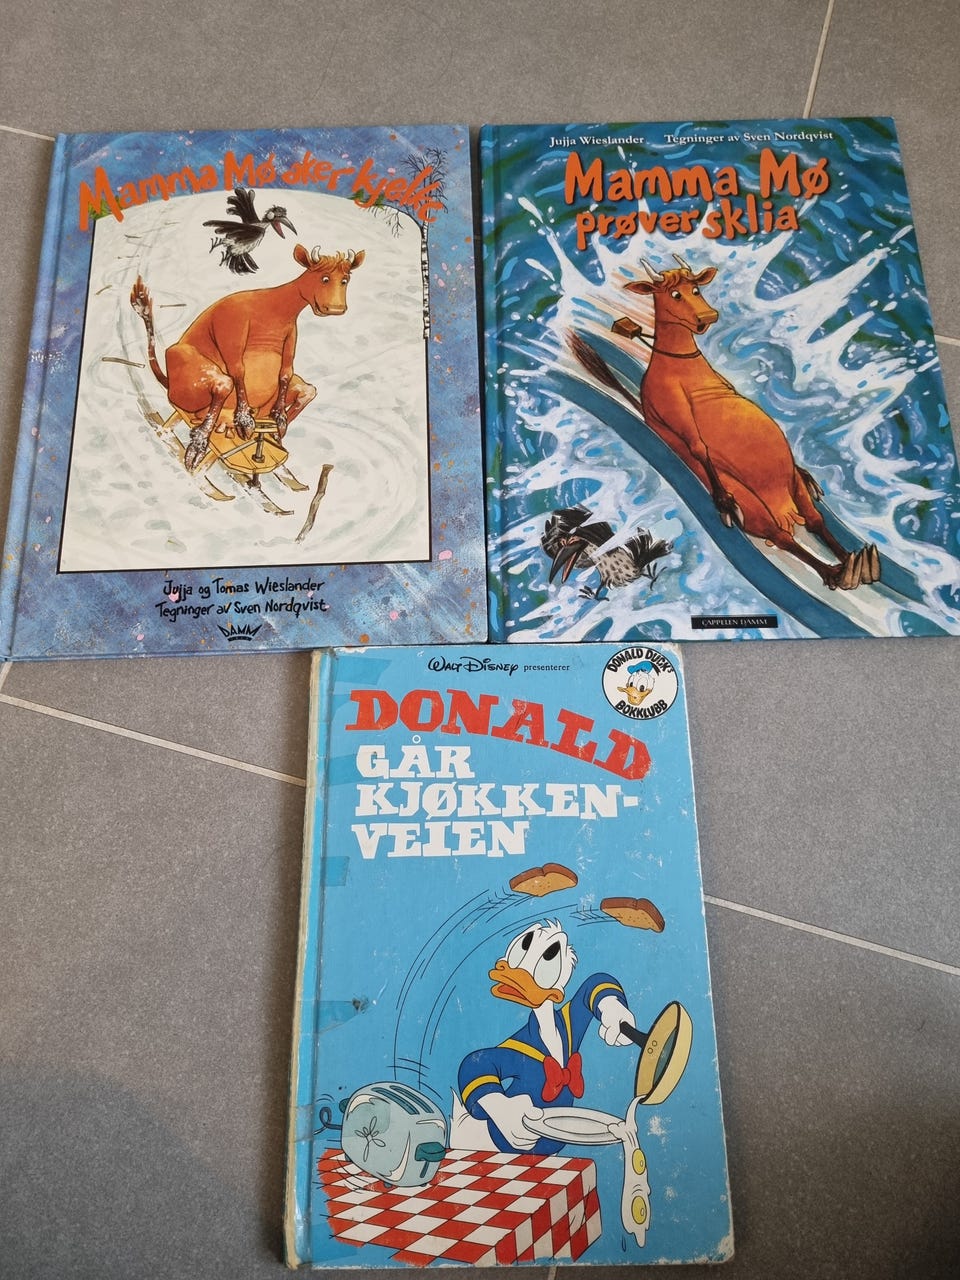 Mamma Mø aker kjelke
Jujja og Tomas Wieslander
Tegninger av Sven Nordqvist
DAMM
Jujja Wieslander Tegninger av Sven Nordqvist
Mamma Mø
prøver sklia
CAPPELEN DAMM
WALT DISNEY presenterer
DONALD DUCK'S
BOKKLUBB
DONALD
GÅR
KJØKKEN-
VEIEN